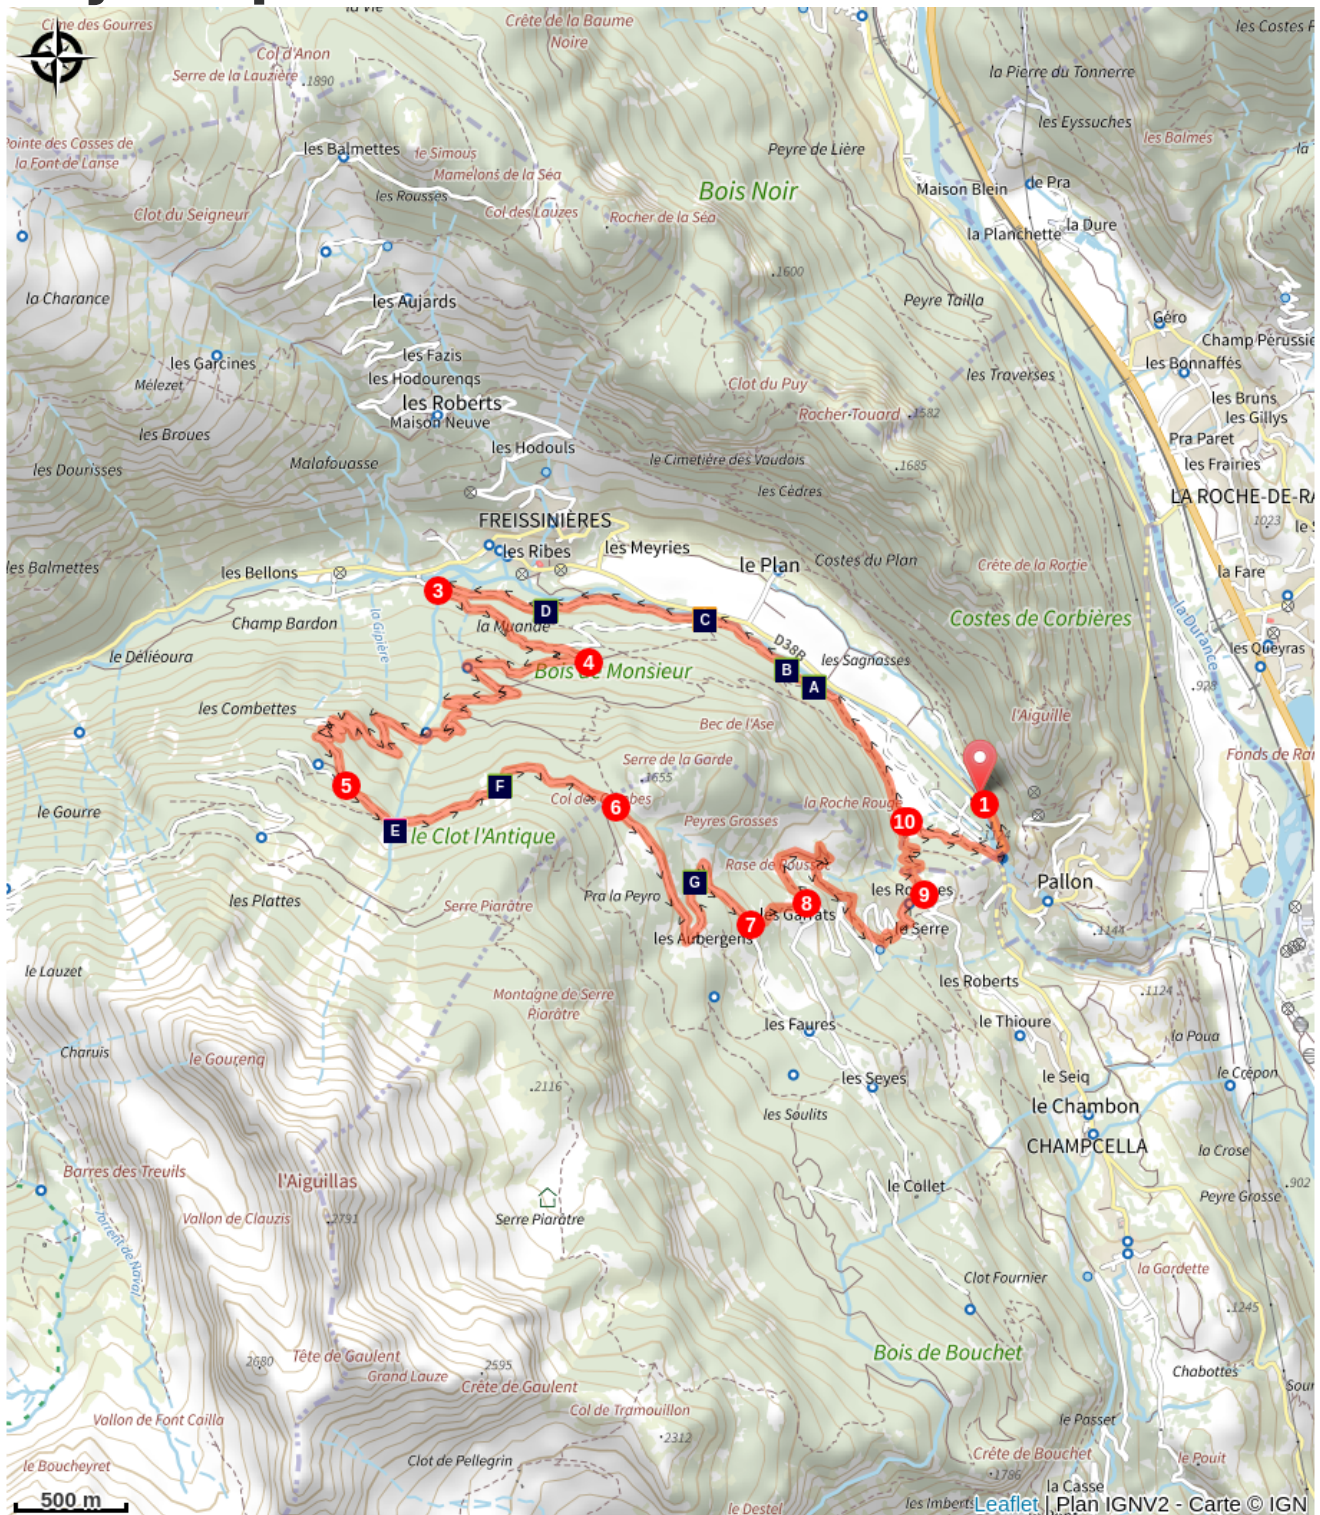 la Vie
Cime des Gourres
Crête de la Baume
Noire
les Costes F
Col d'Anon
Serre de la Lauzière
.1890
la Pierre du Tonnerre
les Eyssuches
les Balmes
la
Pointe des Casses de
la Font de Lanse
les Balmettes
le Simous
Mamelons de la Séa
Peyre de Lière
Bois Noir
Maison Blein
de Pra
les Rousses
Clot du Seigneur
Col des Lauzes
Rocher de la Séa
la Planchette
la Dure
.1600
la Charance
les Aujards
Peyre Tailla
Géro
Champ Pérussie
les Garcines
les Fazis
les Bonnaffés
Mélezet
les Hodourenqs
Clot du Puy
les Traverses
les Roberts
Maison Neuve
Rocher Touard
.1582
les Bruns
les Gillys
les Broues
les Hodouls
Pra Paret
les Dourisses
Malafouasse
le Cimetière des Vaudois
.1685
les Frairies
les Cèdres
LA ROCHE-DE-RA
FREISSINIÈRES
1023
le S
les Ribes
les Meyries
les Balmettes
les Bellons
le Plan
Costes du Plan
Crête de la Rortie
la Fare
3
D
C
Champ Bardon
la Gipière
la Muande
Costes de Corbières
la Durance
D38R
les Queyras
le Déliéoura
4
Bois de Monsieur
B
A
les Sagnasses
.928
les Combettes
Bec de l'Ase
l'Aiguille
Serre de la Garde
Fonds de Ra
5
F
.1655
Col des
bes
6
la Roche Rouge
1
le Gourre
Peyres Grosses
10
E
le Clot l'Antique
Rase de
G
Pallon
les Plattes
Pra la Peyro
les Ro
es
9
Serre Piarâtre
7
8
les Garrats
les Aubergens
le Serre
.1144
le Lauzet
les Roberts
Montagne de Serre
Piarâtre
.1124
les Faures
le Thioure
la Poua
Charuis
le Gourenq
.2116
les Seyes
le Seiq
le Crépon
les Soulits
le Chambon
CHAMPCELLA
Barres des Treuils
l'Aiguillas
la Crose
le Collet
.902
Peyre Grosse
Vallon de Clauzis
.2791
Serre Piarâtre
Torrent de Naval
la Gardette
Clot Fournier
.1245
2680
Tête de Gaulent
2595
Bois de Bouchet
Grand Lauze
Crête de Gaulent
Chabottes
Sour
Vallon de Font Cailla
Col de Tramouillon
le Passet
.2312
Crête de Bouchet
le Boucheyret
Clot de Pellegrin
.1786
le Pouit
la Casse
500 m
le Destel
les Imberts
Leaflet | Plan IGNV2 - Carte © IGN